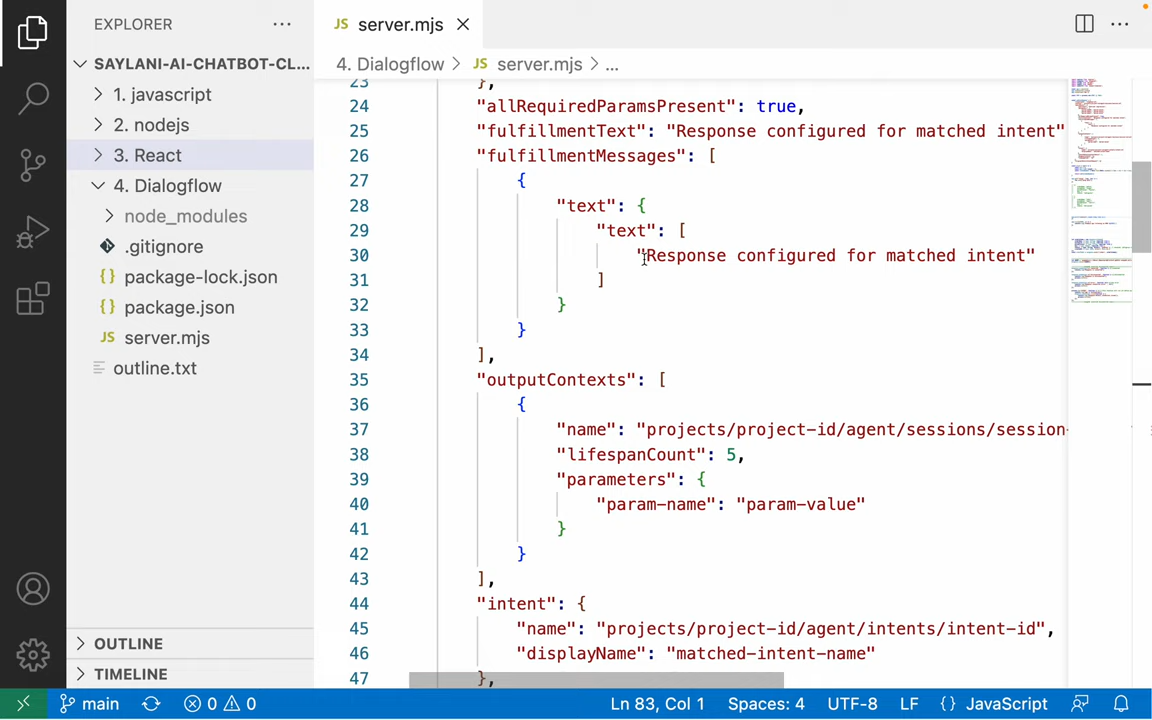 EXPLORER
SAYLANI-AI-CHATBOT-CL...
1. javascript
2. nodejs
3. React
4. Dialogflow
node_modules
.gitignore
{} package-lock.json
{} package.json
JS server.mjs
outline.txt
OUTLINE
TIMELINE
JS server.mjs
4. Dialogflow > JS server.mjs > ...
23 },
24 "allRequiredParamsPresent": true,
25 "fulfillmentText": "Response configured for matched intent"
26 "fulfillmentMessages": [
27 {
28 "text": {
29 "text": [
30 "Response configured for matched intent"
31 ]
32 }
33 }
34 ],
35 "outputContexts": [
36 {
37 "name": "projects/project-id/agent/sessions/session-
38 "lifespanCount": 5,
39 "parameters": {
40 "param-name": "param-value"
41 }
42 }
43 ],
44 "intent": {
45 "name": "projects/project-id/agent/intents/intent-id",
46 "displayName": "matched-intent-name"
47 },
main 0 0 Ln 83, Col 1 Spaces: 4 UTF-8 LF {} JavaScript